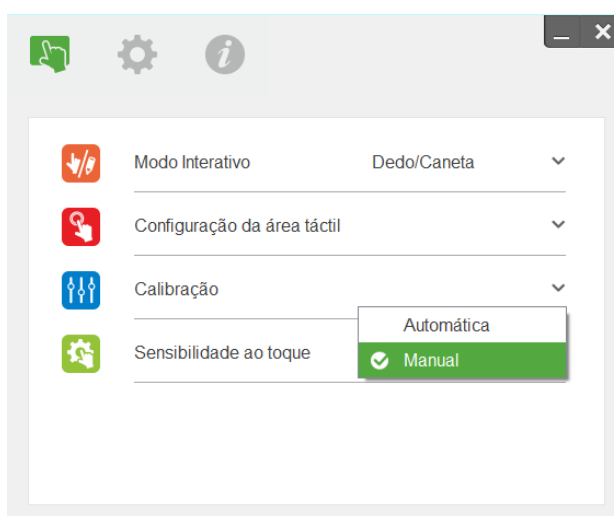 Modo Interativo Dedo/Caneta
Configuração da área táctil
Calibração
Automática
Sensibilidade ao toque
Manual